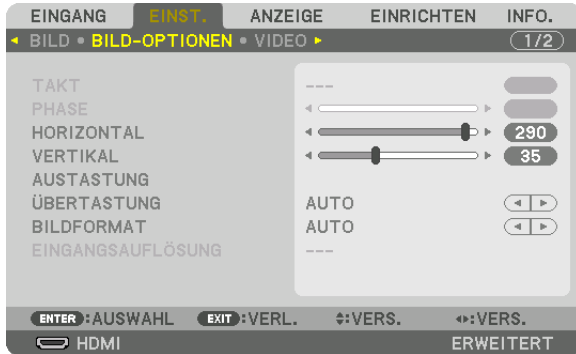 EINGANG EINST. ANZEIGE EINRICHTEN INFO.
BILD • BILD-OPTIONEN • VIDEO 1/2
TAKT ---
PHASE
HORIZONTAL 290
VERTIKAL 35
AUSTASTUNG
ÜBERTASTUNG AUTO
BILDFORMAT AUTO
EINGANGSAUFLÖSUNG ---
ENTER :AUSWAHL EXIT :VERL. :VERS. :VERS.
HDMI ERWEITERT